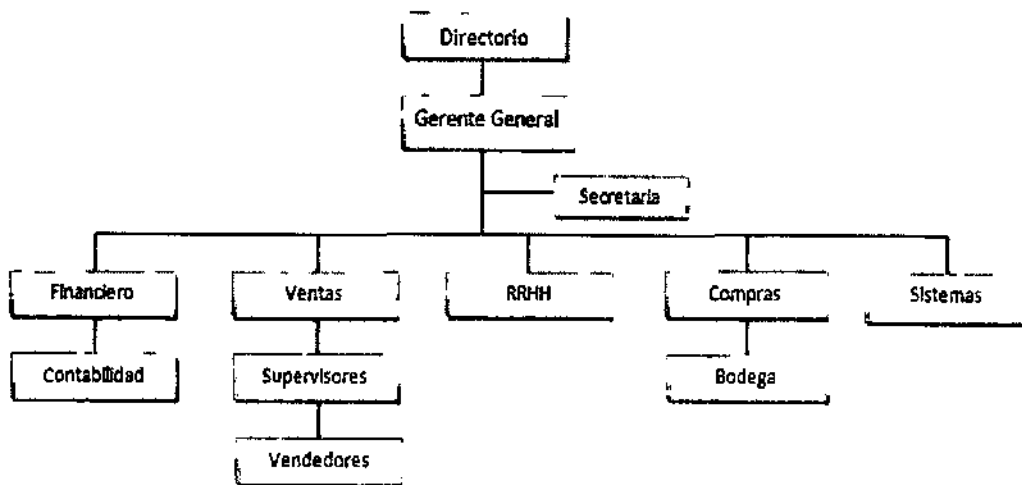 Directorio
Gerente General
Secretaria
Financiero
Ventas
RRHH
Compras
Sistemas
Contabilidad
Supervisores
Bodega
Vendedores